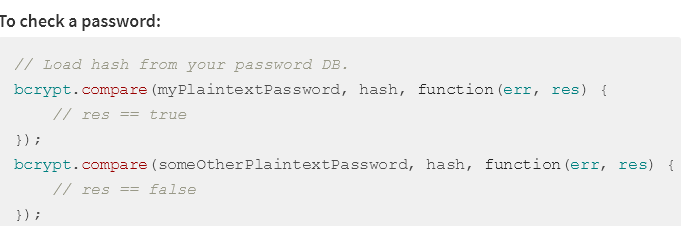 To check a password:
// Load hash from your password DB.
bcrypt.compare(myPlaintextPassword, hash, function(err, res) {
    // res == true
});
bcrypt.compare(someOtherPlaintextPassword, hash, function(err, res) {
    // res == false
});